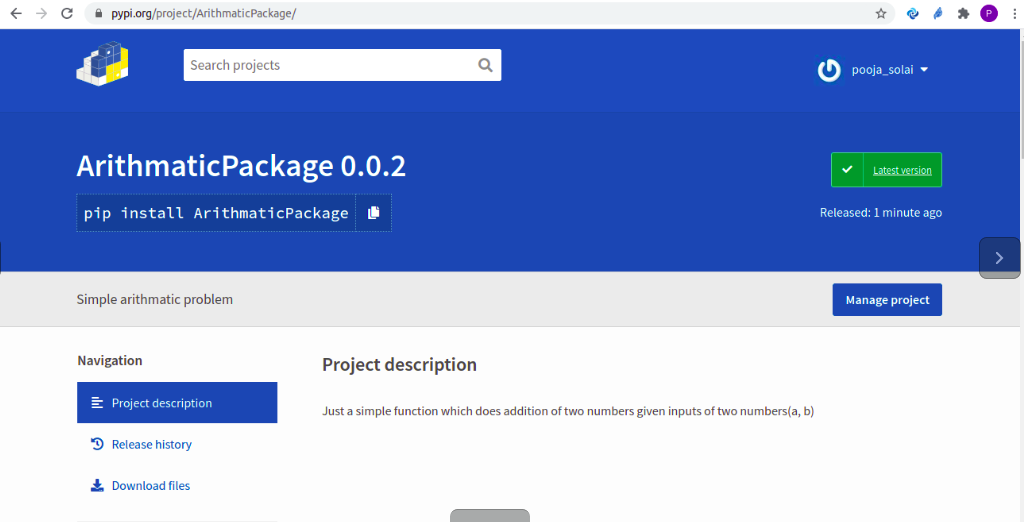 pypi.org/project/ArithmaticPackage/
P
Search projects
pooja_solai
ArithmaticPackage 0.0.2
Latest version
pip install ArithmaticPackage
Released: 1 minute ago
Simple arithmatic problem
Manage project
Navigation
Project description
Project description
Just a simple function which does addition of two numbers given inputs of two numbers(a, b)
Release history
Download files